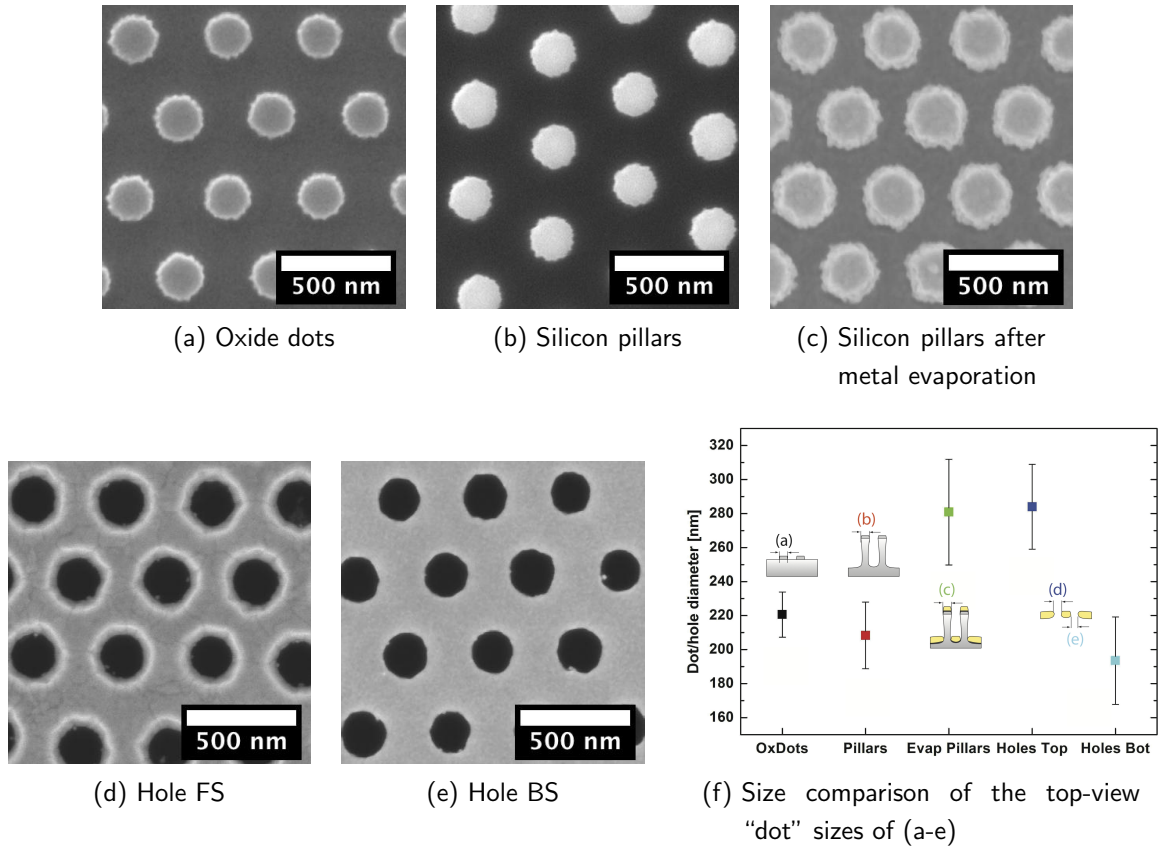 500 nm
500 nm
500 nm
(a) Oxide dots
(b) Silicon pillars
(c) Silicon pillars after
metal evaporation
500 nm
500 nm
(d) Hole FS
(e) Hole BS
Dot/hole diameter [nm]
320
300
280
260
240
220
200
180
160
(a)
(b)
(c)
(d)
(e)
OxDots
Pillars
Evap Pillars
Holes Top
Holes Bot
(f) Size comparison of the top-view
“dot” sizes of (a-e)